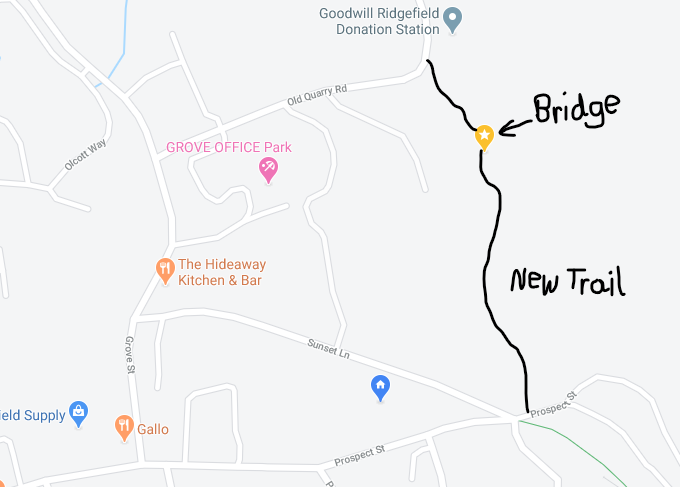 Goodwill Ridgefield
Donation Station
Old Quarry Rd
Bridge
Olcott Way
GROVE OFFICE Park
The Hideaway
Kitchen & Bar
New Trail
Grove St
Sunset Ln
ield Supply
Gallo
Prospect St
Prospect St
P